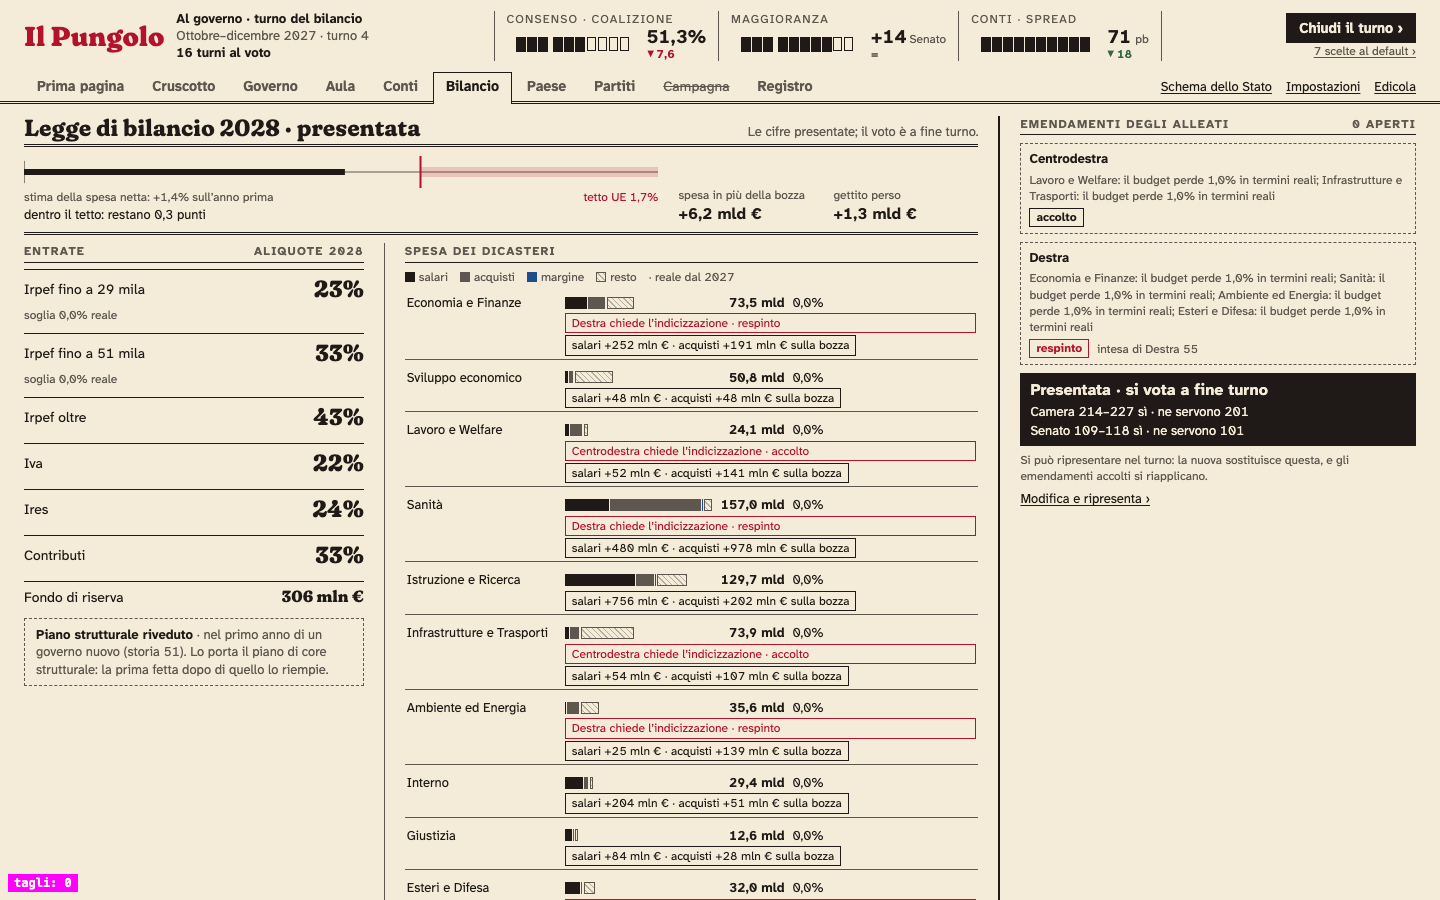 Il Pungolo
Al governo · turno del bilancio
Ottobre–dicembre 2027 · turno 4
16 turni al voto
CONSENSO · COALIZIONE
51,3%
▼7,6
MAGGIORANZA
+14 Senato
=
CONTI · SPREAD
71 pb
▼18
Chiudi il turno ›
7 scelte al default ›
Prima pagina Cruscotto Governo Aula Conti Bilancio Paese Partiti Campagna Registro
Schema dello Stato Impostazioni Edicola
Legge di bilancio 2028 · presentata
Le cifre presentate; il voto è a fine turno.
stima della spesa netta: +1,4% sull'anno prima
tetto UE 1,7%
dentro il tetto: restano 0,3 punti
spesa in più della bozza
+6,2 mld €
gettito perso
+1,3 mld €
ENTRATE ALIQUOTE 2028
Irpef fino a 29 mila 23%
soglia 0,0% reale
Irpef fino a 51 mila 33%
soglia 0,0% reale
Irpef oltre 43%
Iva 22%
Ires 24%
Contributi 33%
Fondo di riserva 306 mln €
Piano strutturale riveduto · nel primo anno di un
governo nuovo (storia 51). Lo porta il piano di core
strutturale: la prima fetta dopo di quello lo riempie.
SPESA DEI DICASTERI
salari acquisti margine resto · reale dal 2027
Economia e Finanze 73,5 mld 0,0%
Destra chiede l'indicizzazione · respinto
salari +252 mln € · acquisti +191 mln € sulla bozza
Sviluppo economico 50,8 mld 0,0%
salari +48 mln € · acquisti +48 mln € sulla bozza
Lavoro e Welfare 24,1 mld 0,0%
Centrodestra chiede l'indicizzazione · accolto
salari +52 mln € · acquisti +141 mln € sulla bozza
Sanità 157,0 mld 0,0%
Destra chiede l'indicizzazione · respinto
salari +480 mln € · acquisti +978 mln € sulla bozza
Istruzione e Ricerca 129,7 mld 0,0%
salari +756 mln € · acquisti +202 mln € sulla bozza
Infrastrutture e Trasporti 73,9 mld 0,0%
Centrodestra chiede l'indicizzazione · accolto
salari +54 mln € · acquisti +107 mln € sulla bozza
Ambiente ed Energia 35,6 mld 0,0%
Destra chiede l'indicizzazione · respinto
salari +25 mln € · acquisti +139 mln € sulla bozza
Interno 29,4 mld 0,0%
salari +204 mln € · acquisti +51 mln € sulla bozza
Giustizia 12,6 mld 0,0%
salari +84 mln € · acquisti +28 mln € sulla bozza
Esteri e Difesa 32,0 mld 0,0%
EMENDAMENTI DEGLI ALLEATI 0 APERTI
Centrodestra
Lavoro e Welfare: il budget perde 1,0% in termini reali; Infrastrutture e
Trasporti: il budget perde 1,0% in termini reali
accolto
Destra
Economia e Finanze: il budget perde 1,0% in termini reali; Sanità: il
budget perde 1,0% in termini reali; Ambiente ed Energia: il budget
perde 1,0% in termini reali; Esteri e Difesa: il budget perde 1,0% in
termini reali
respinto intesa di Destra 55
Presentata · si vota a fine turno
Camera 214–227 sì · ne servono 201
Senato 109–118 sì · ne servono 101
Si può ripresentare nel turno: la nuova sostituisce questa, e gli
emendamenti accolti si riapplicano.
Modifica e ripresenta ›
tagli: 0